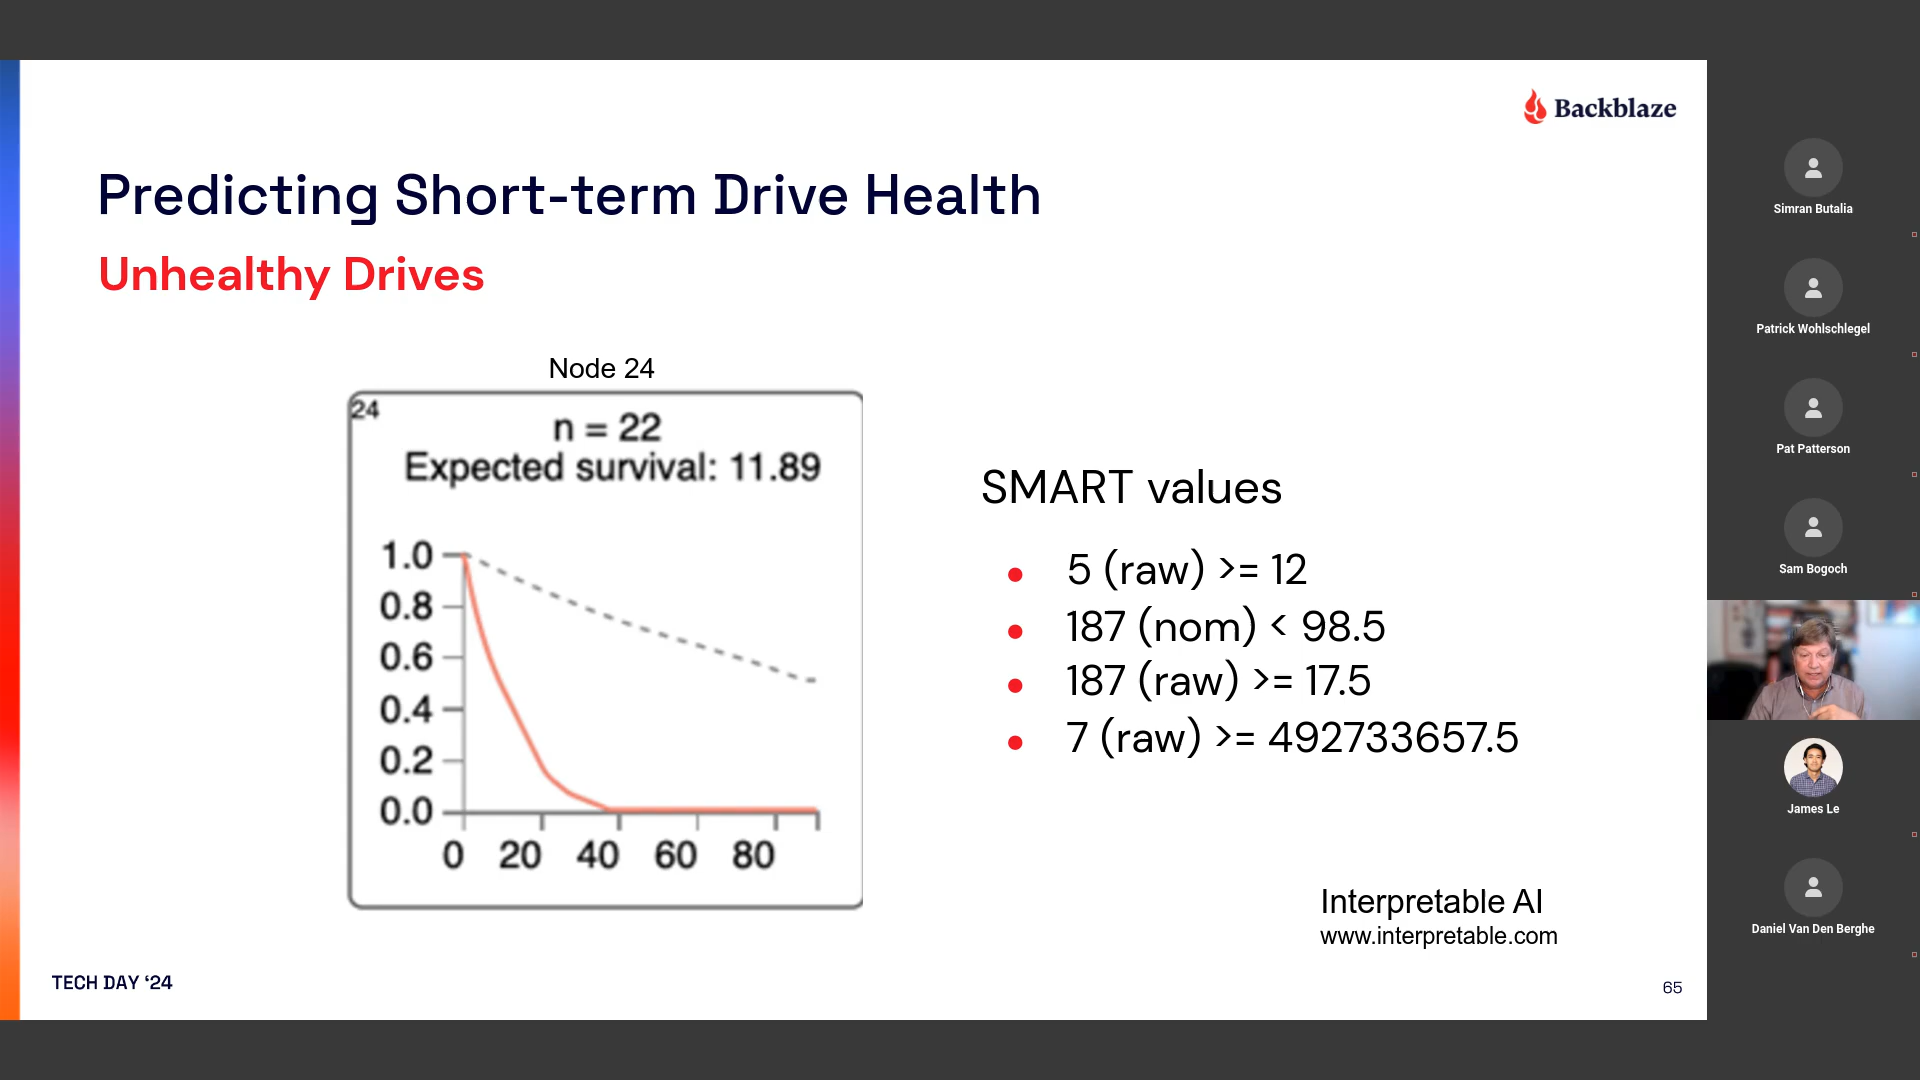 Backblaze
Predicting Short-term Drive Health
Unhealthy Drives
Node 24
24
n = 22
Expected survival: 11.89
1.0
0.8
0.6
0.4
0.2
0.0
0 20 40 60 80
SMART values
5 (raw) >= 12
187 (nom) < 98.5
187 (raw) >= 17.5
7 (raw) >= 492733657.5
Interpretable AI
www.interpretable.com
TECH DAY ‘24
65
Simran Butalia
Patrick Wohlschlegel
Pat Patterson
Sam Bogoch
James Le
Daniel Van Den Berghe